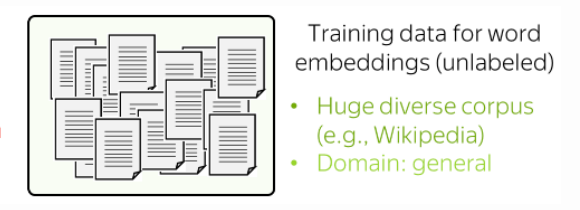 Training data for word
embeddings (unlabeled)
• Huge diverse corpus
(e.g., Wikipedia)
• Domain: general